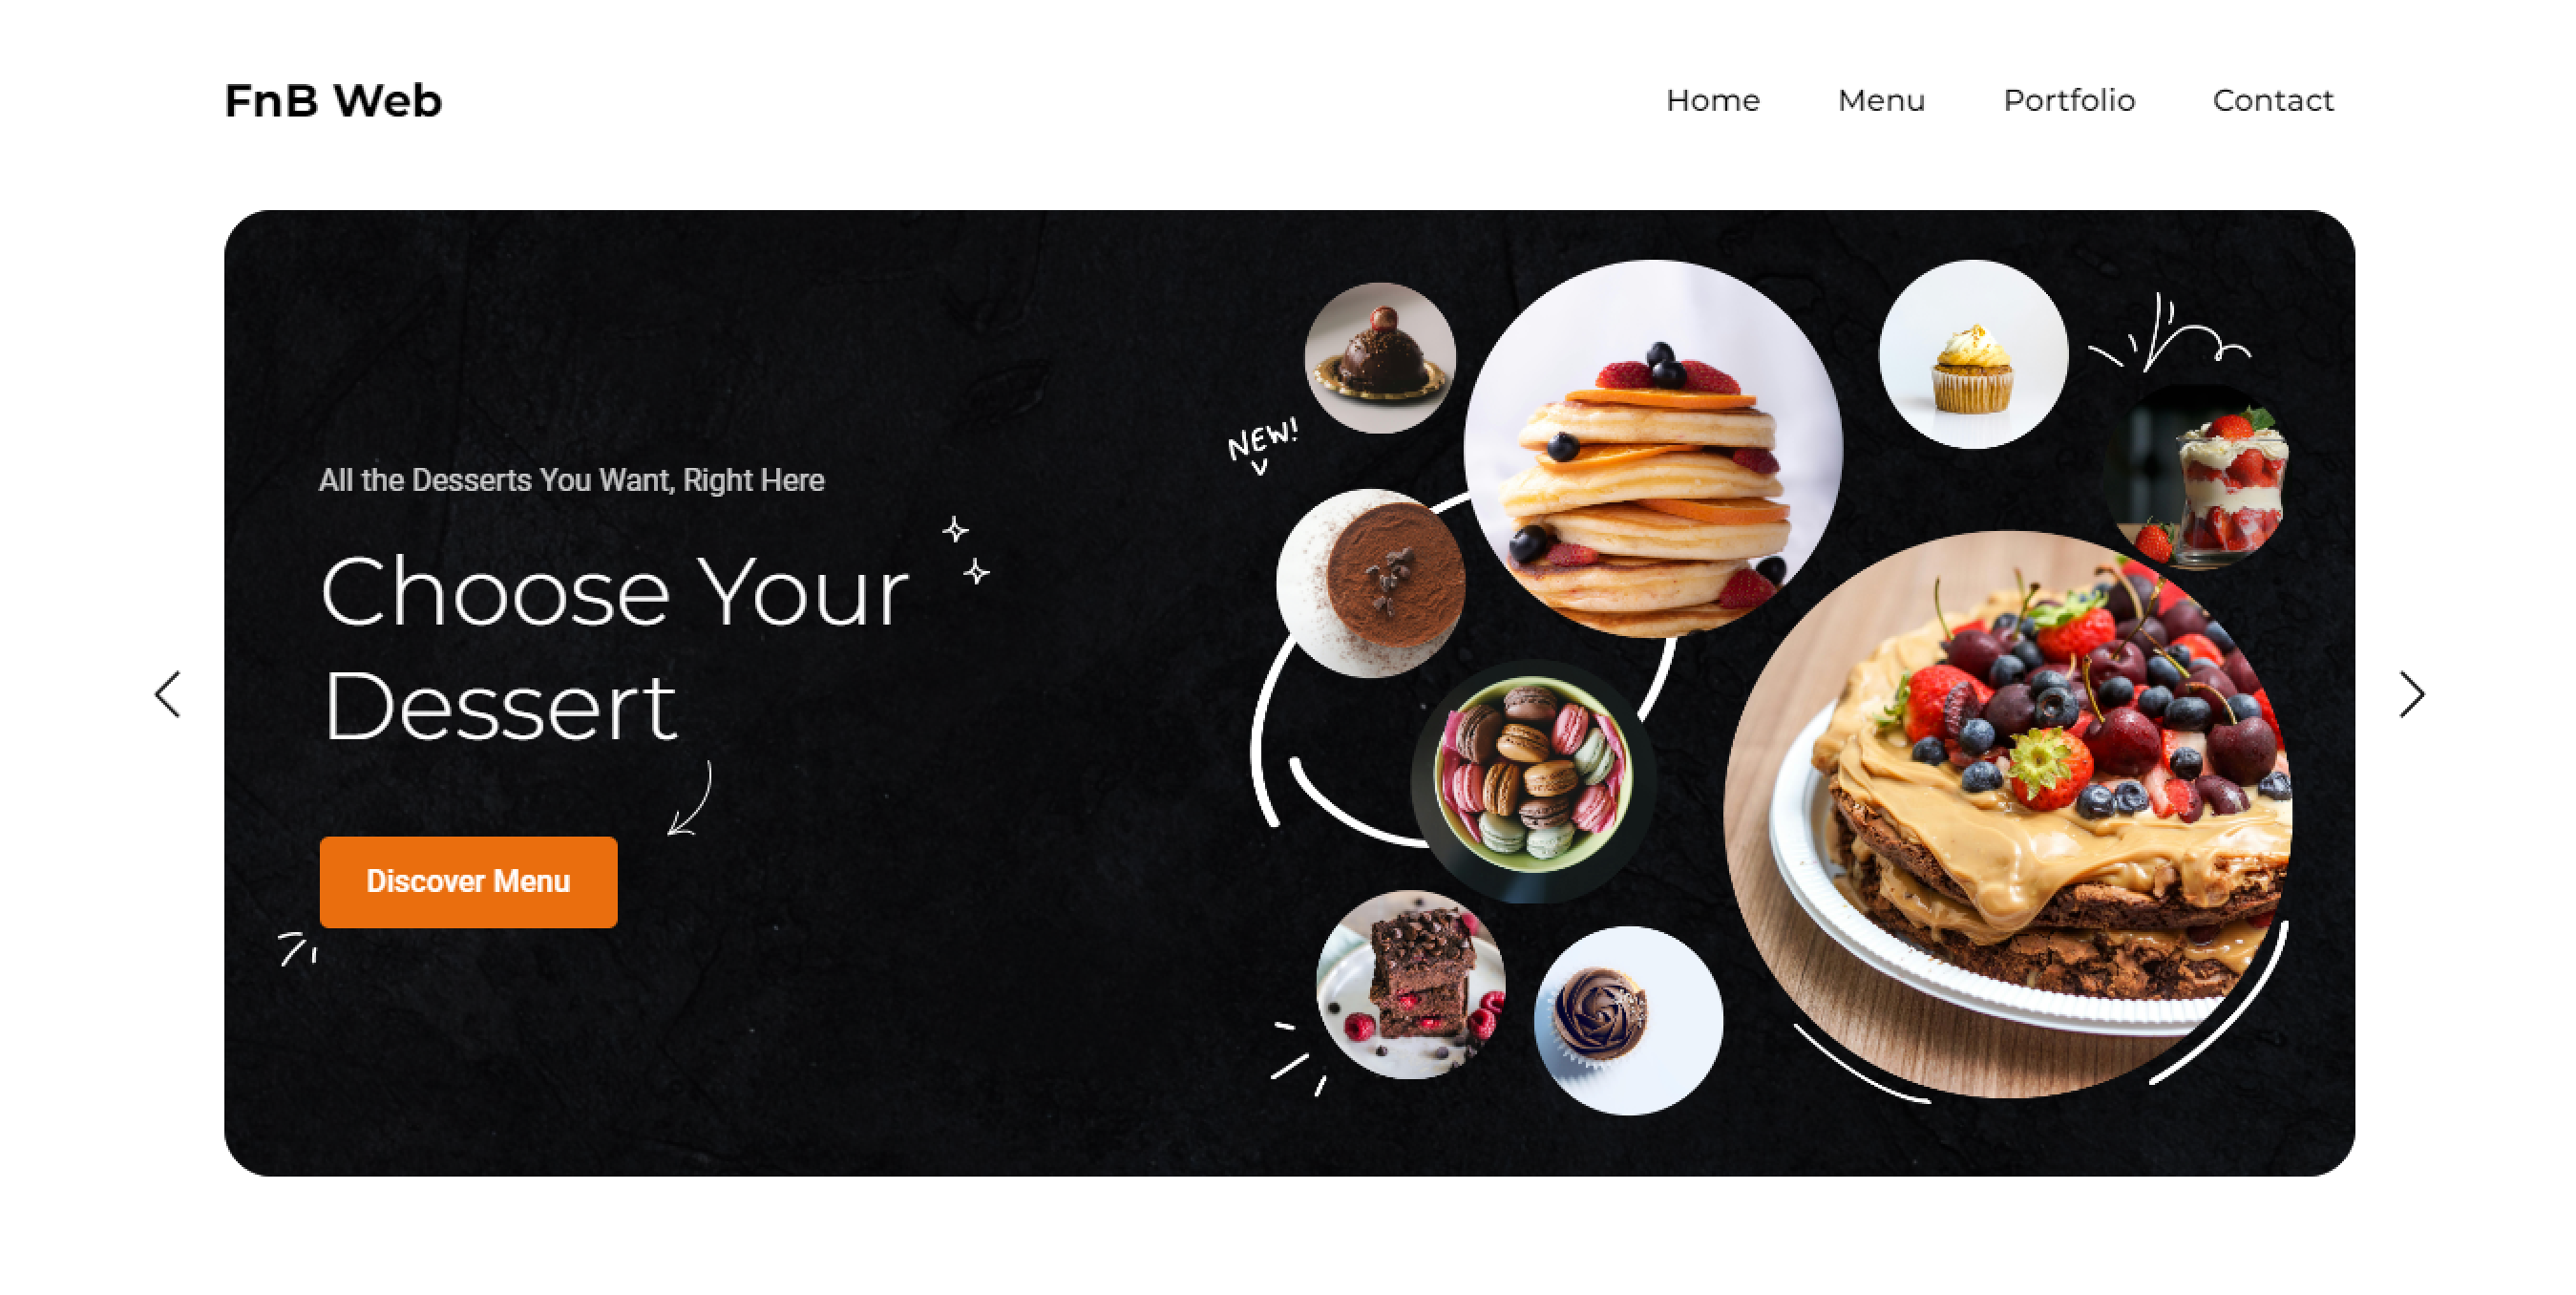 FnB Web
Home Menu Portfolio Contact
All the Desserts You Want, Right Here
Choose Your
Dessert
Discover Menu
NEW!